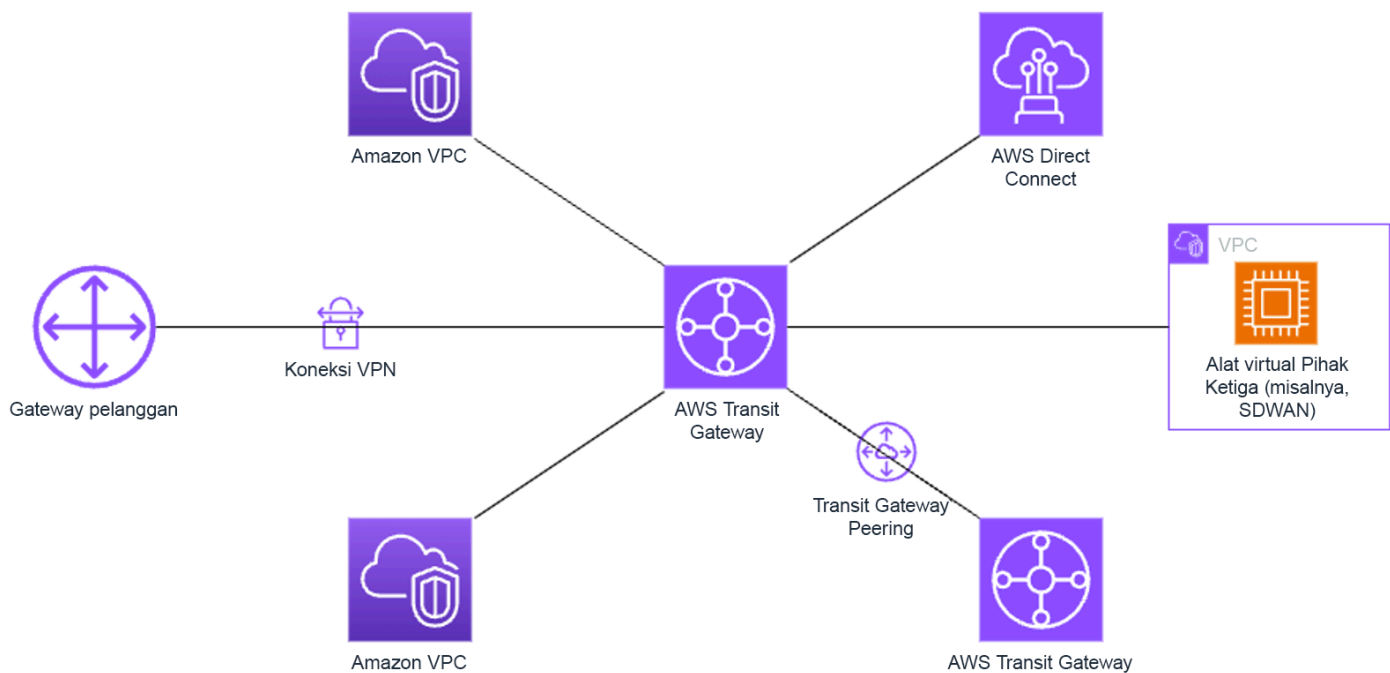 Amazon VPC
AWS Direct
Connect
VPC
Alat virtual Pihak
Ketiga (misalnya,
SDWAN)
Koneksi VPN
Gateway pelanggan
AWS Transit
Gateway
Transit Gateway
Peering
Amazon VPC
AWS Transit Gateway